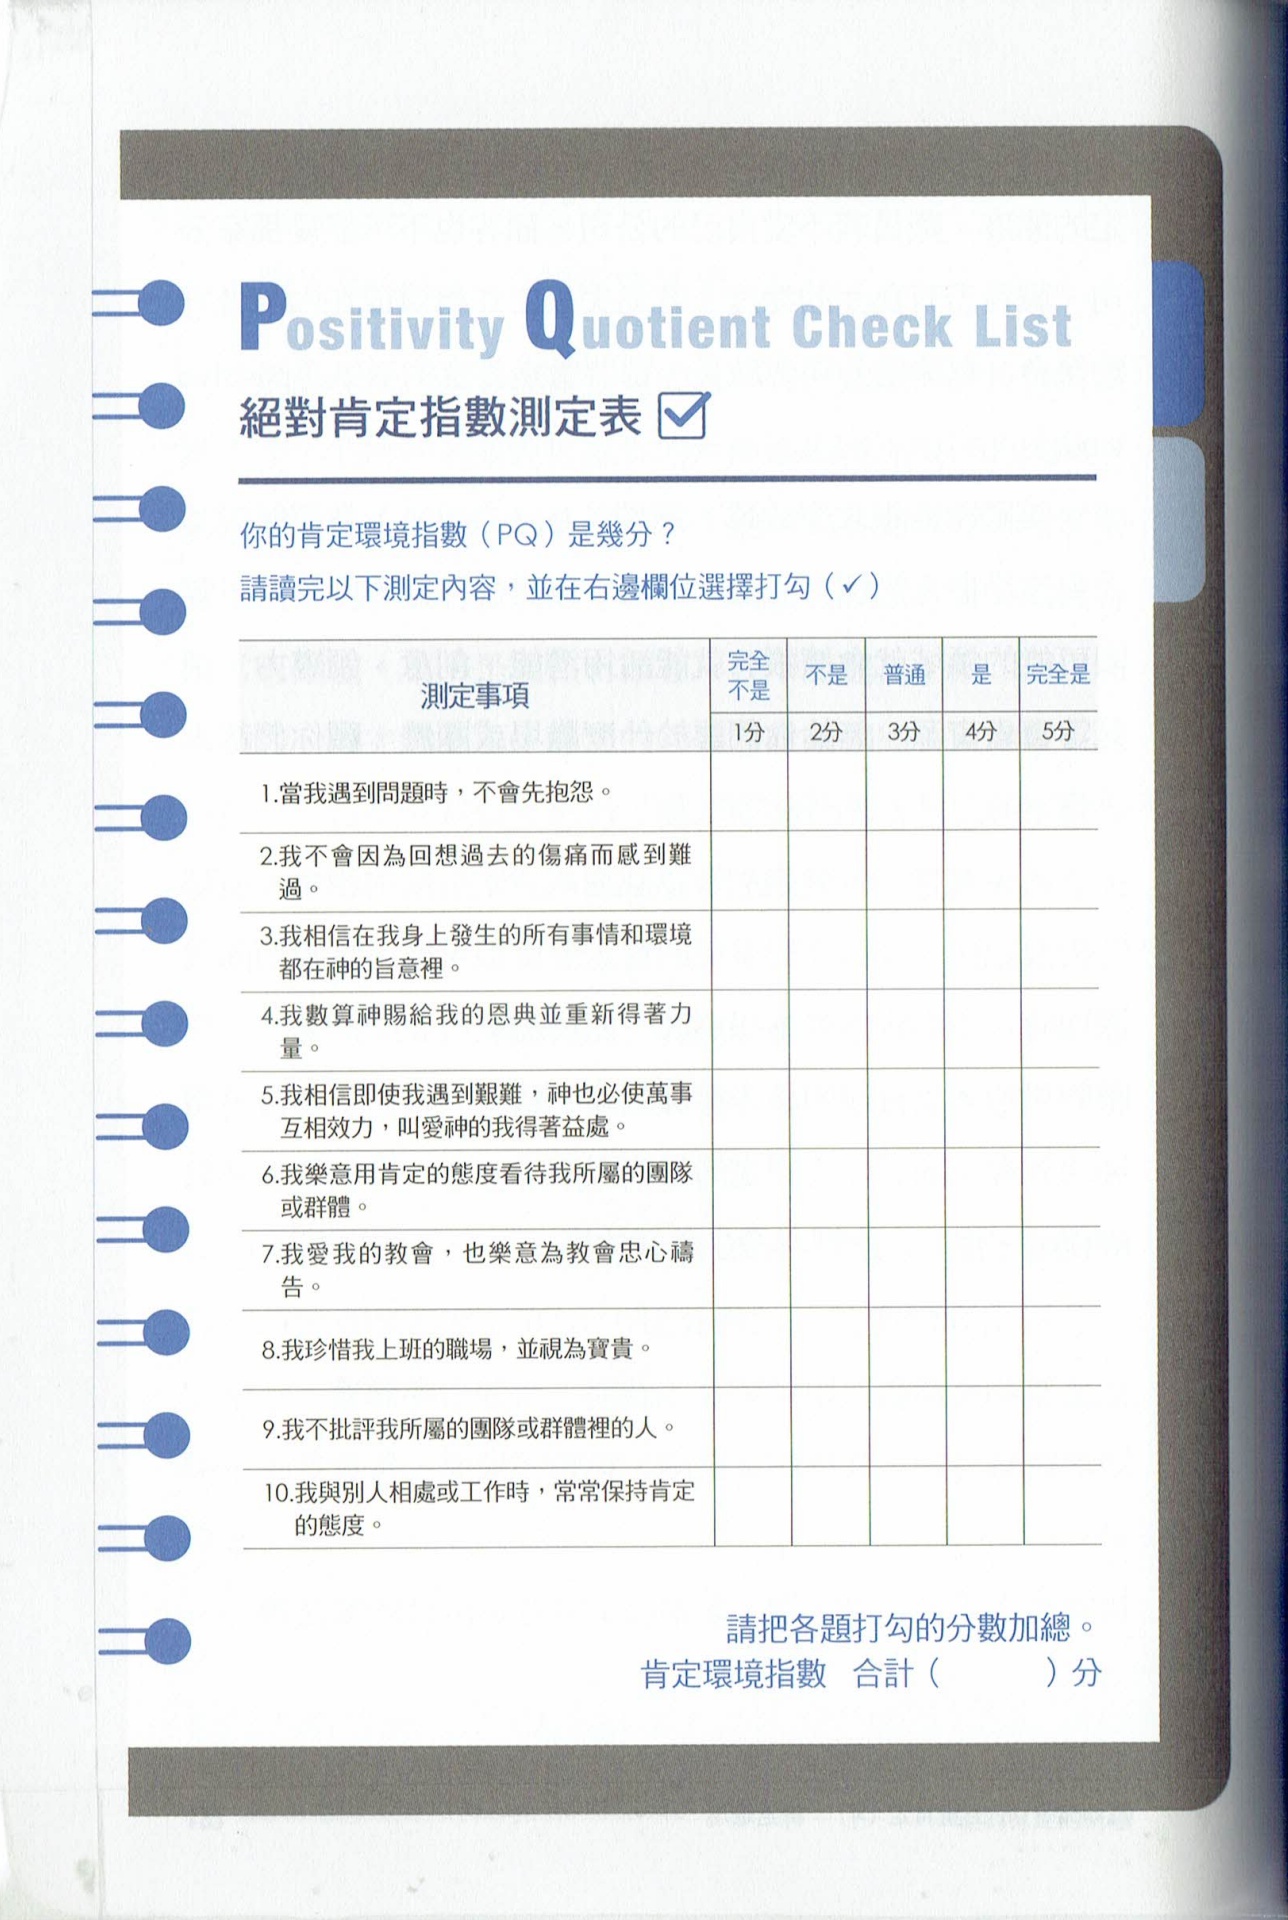 Positivity Quotient Check List
絕對肯定指數測定表
你的肯定環境指數（PQ）是幾分？
請讀完以下測定內容，並在右邊欄位選擇打勾（✓）
測定事項
完全
不是
不是
普通
是
完全是
1分
2分
3分
4分
5分
1.當我遇到問題時，不會先抱怨。
2.我不會因為回想過去的傷痛而感到難
過。
3.我相信在我身上發生的所有事情和環境
都在神的旨意裡。
4.我數算神賜給我的恩典並重新得著力
量。
5.我相信即使我遇到艱難，神也必使萬事
互相效力，叫愛神的我得著益處。
6.我樂意用肯定的態度看待我所屬的團隊
或群體。
7.我愛我的教會，也樂意為教會忠心禱
告。
8.我珍惜我上班的職場，並視為寶貴。
9.我不批評我所屬的團隊或群體裡的人。
10.我與別人相處或工作時，常常保持肯定
的態度。
請把各題打勾的分數加總。
肯定環境指數 合計（ ）分